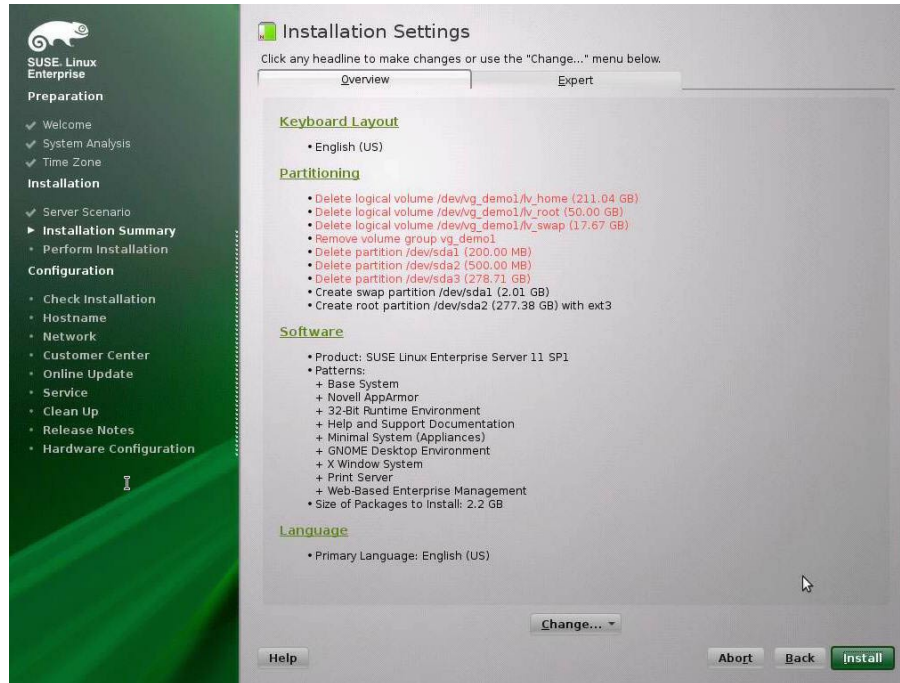 SUSE. Linux
Enterprise
Preparation
Welcome
System Analysis
Time Zone
Installation
Server Scenario
Installation Summary
Perform Installation
Configuration
Check Installation
Hostname
Network
Customer Center
Online Update
Service
Clean Up
Release Notes
Hardware Configuration
Installation Settings
Click any headline to make changes or use the "Change..." menu below.
Overview
Expert
Keyboard Layout
• English (US)
Partitioning
• Delete logical volume /dev/vg_demo1/lv_home (211.04 GB)
• Delete logical volume /dev/vg_demo1/lv_root (50.00 GB)
• Delete logical volume /dev/vg_demo1/lv_swap (17.67 GB)
• Remove volume group vg_demo1
• Delete partition /dev/sda1 (200.00 MB)
• Delete partition /dev/sda2 (500.00 MB)
• Delete partition /dev/sda3 (278.71 GB)
• Create swap partition /dev/sda1 (2.01 GB)
• Create root partition /dev/sda2 (277.38 GB) with ext3
Software
• Product: SUSE Linux Enterprise Server 11 SP1
• Patterns:
+ Base System
+ Novell AppArmor
+ 32-Bit Runtime Environment
+ Help and Support Documentation
+ Minimal System (Appliances)
+ GNOME Desktop Environment
+ X Window System
+ Print Server
+ Web-Based Enterprise Management
• Size of Packages to Install: 2.2 GB
Language
• Primary Language: English (US)
Change...
Help
Abort
Back
Install